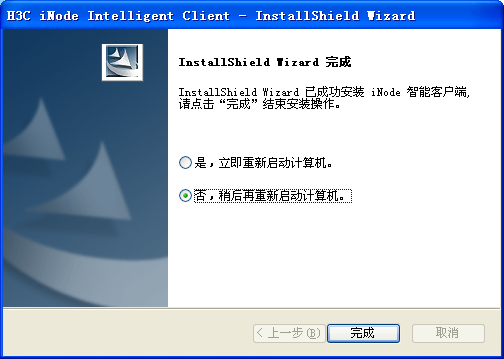 H3C iNode Intelligent Client - InstallShield Wizard
InstallShield Wizard 完成
InstallShield Wizard 已成功安装 iNode 智能客户端,
请点击“完成”结束安装操作。
是，立即重新启动计算机。
否，稍后再重新启动计算机。
< 上一步(B) 完成 取消